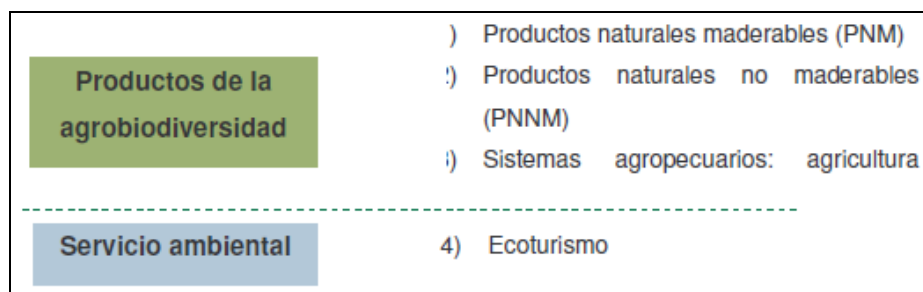 Productos de la
agrobiodiversidad
) Productos naturales maderables (PNM)
) Productos naturales no maderables
(PNNM)
) Sistemas agropecuarios: agricultura
Servicio ambiental
4) Ecoturismo